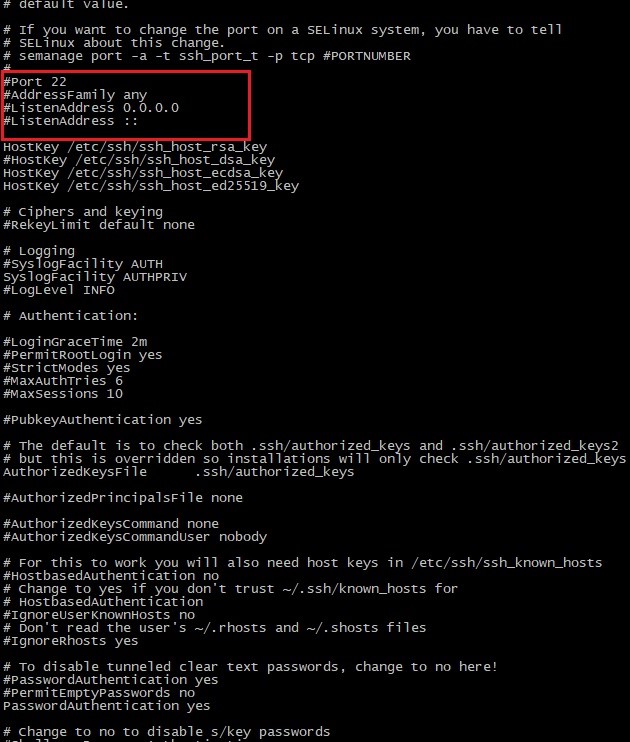 # default value.
# If you want to change the port on a SELinux system, you have to tell
# SELinux about this change.
# semanage port -a -t ssh_port_t -p tcp #PORTNUMBER
#
#Port 22
#AddressFamily any
#ListenAddress 0.0.0.0
#ListenAddress ::
HostKey /etc/ssh/ssh_host_rsa_key
#HostKey /etc/ssh/ssh_host_dsa_key
HostKey /etc/ssh/ssh_host_ecdsa_key
HostKey /etc/ssh/ssh_host_ed25519_key
# Ciphers and keying
#RekeyLimit default none
# Logging
#SyslogFacility AUTH
SyslogFacility AUTHPRIV
#LogLevel INFO
# Authentication:
#LoginGraceTime 2m
#PermitRootLogin yes
#StrictModes yes
#MaxAuthTries 6
#MaxSessions 10
#PubkeyAuthentication yes
# The default is to check both .ssh/authorized_keys and .ssh/authorized_keys2
# but this is overridden so installations will only check .ssh/authorized_keys
AuthorizedKeysFile      .ssh/authorized_keys
#AuthorizedPrincipalsFile none
#AuthorizedKeysCommand none
#AuthorizedKeysCommandUser nobody
# For this to work you will also need host keys in /etc/ssh/ssh_known_hosts
#HostbasedAuthentication no
# Change to yes if you don't trust ~/.ssh/known_hosts for
# HostbasedAuthentication
#IgnoreUserKnownHosts no
# Don't read the user's ~/.rhosts and ~/.shosts files
#IgnoreRhosts yes
# To disable tunneled clear text passwords, change to no here!
#PasswordAuthentication yes
#PermitEmptyPasswords no
PasswordAuthentication yes
# Change to no to disable s/key passwords